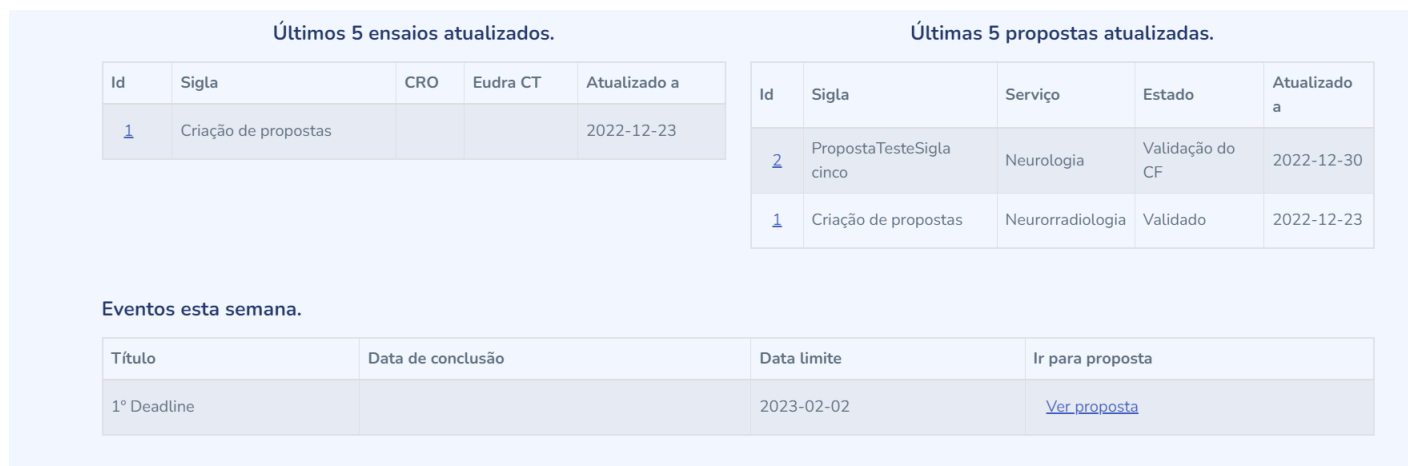 Últimos 5 ensaios atualizados.
Id Sigla CRO Eudra CT Atualizado a
1 Criação de propostas 2022-12-23
Últimas 5 propostas atualizadas.
Id Sigla Serviço Estado Atualizado
a
2 PropostaTesteSigla
cinco Neurologia Validação do
CF 2022-12-30
1 Criação de propostas Neurorradiologia Validado 2022-12-23
Eventos esta semana.
Título Data de conclusão Data limite Ir para proposta
1º Deadline 2023-02-02 Ver proposta